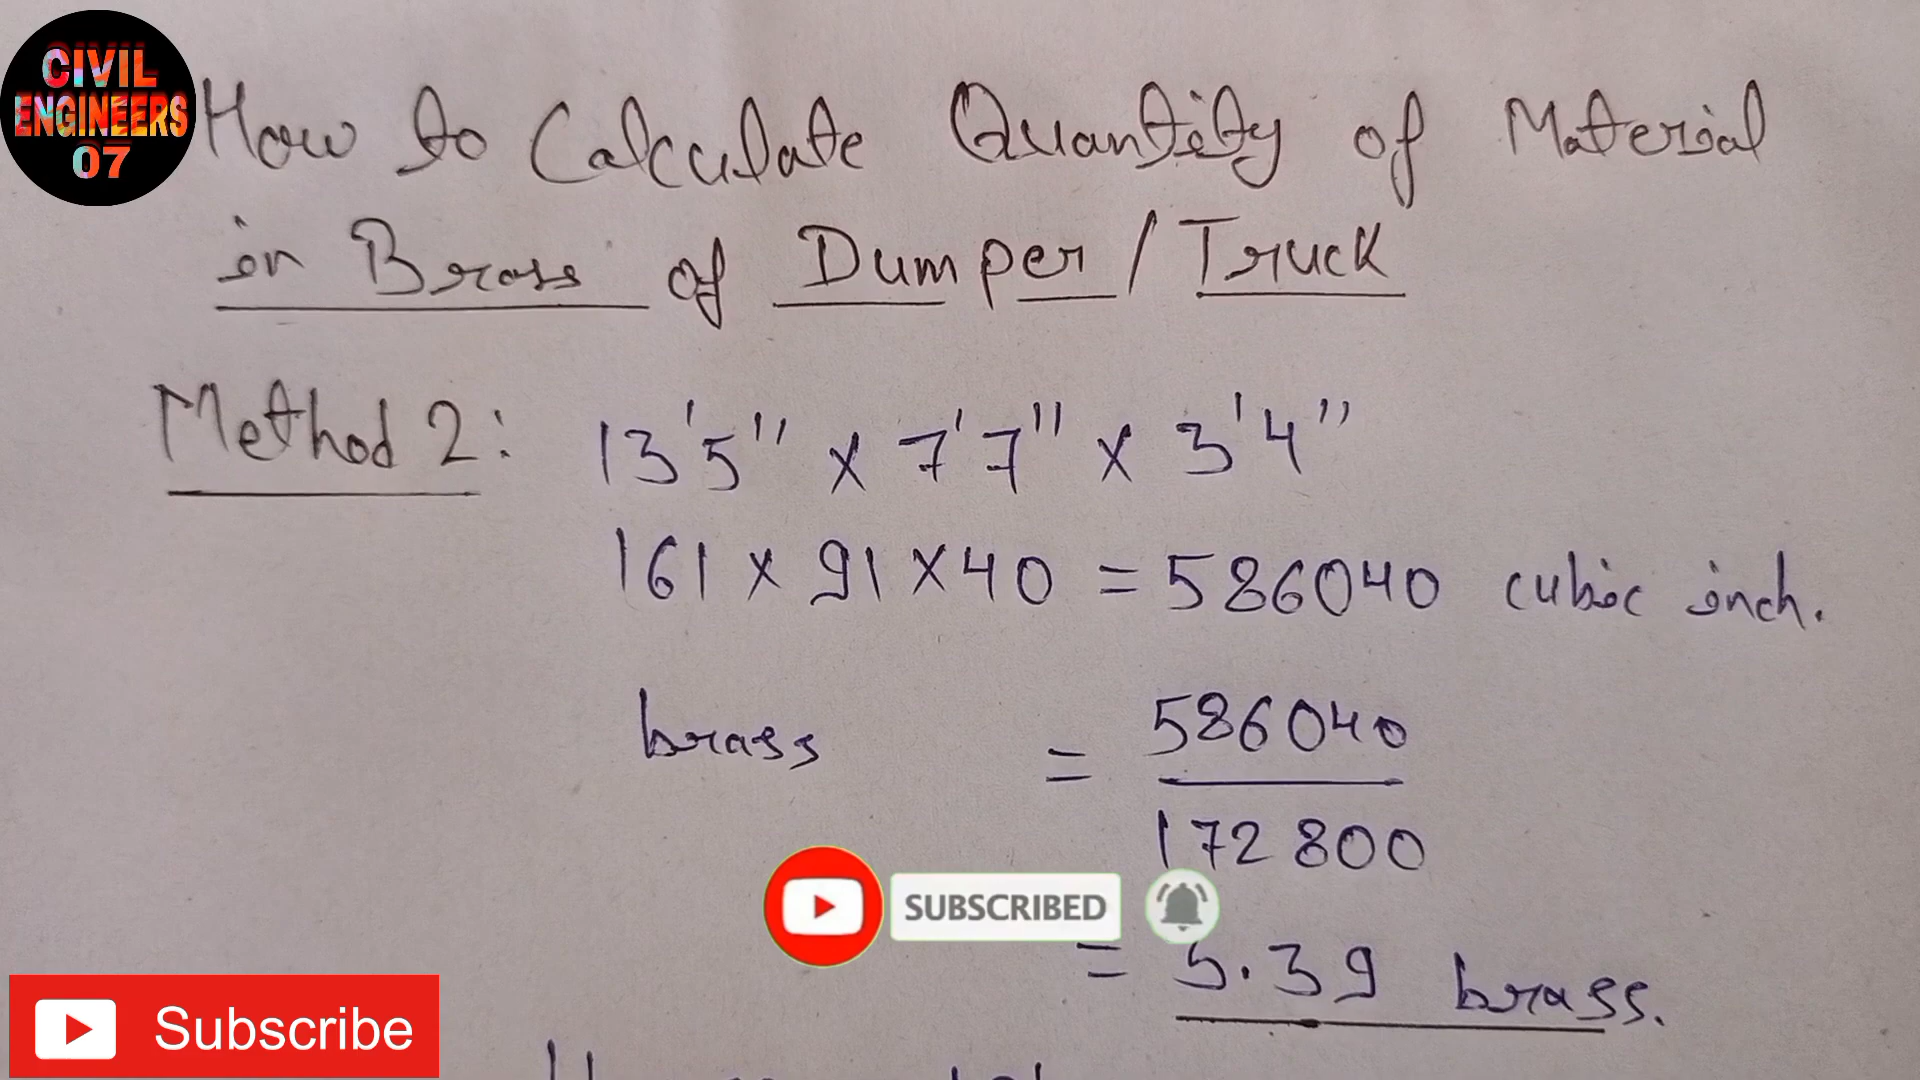 CIVIL
ENGINEERS
07
How to Calculate Quantity of Material
in Brass of Dumper / Truck
Method 2: 13'5" x 7'7" x 3'4"
161 x 91 x 40 = 586040 cubic inch.
brass = 586040
172800
SUBSCRIBED
= 3.39 brass.
Subscribe